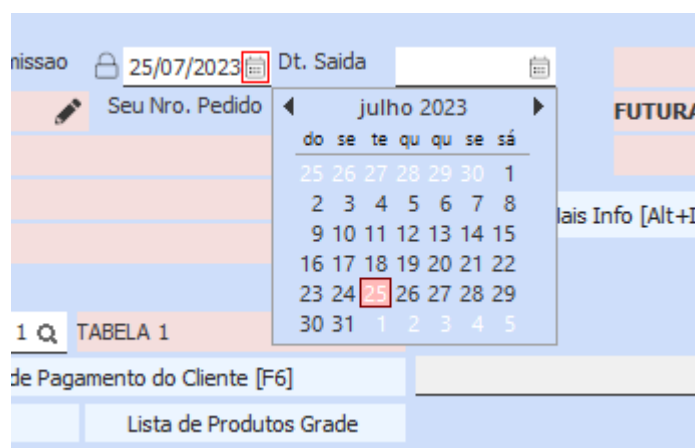 missao 25/07/2023 Dt. Saida
Seu Nro. Pedido
julho 2023
FUTURA
do se te qu qu se sá
25 26 27 28 29 30 1
2 3 4 5 6 7 8
9 10 11 12 13 14 15
16 17 18 19 20 21 22
23 24 25 26 27 28 29
30 31 1 2 3 4 5
lais Info [Alt+I
1 TABELA 1
de Pagamento do Cliente [F6]
Lista de Produtos Grade